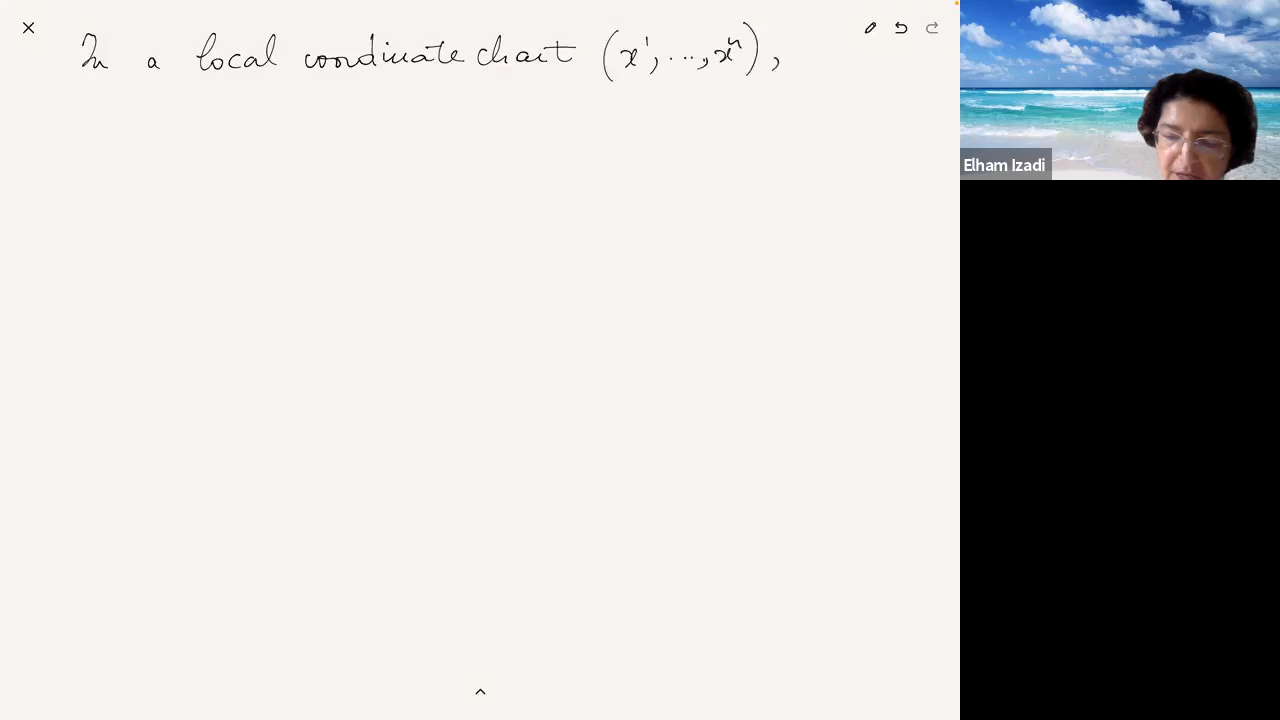 In a local coordinate chart (x¹, ..., xⁿ),
Elham Izadi